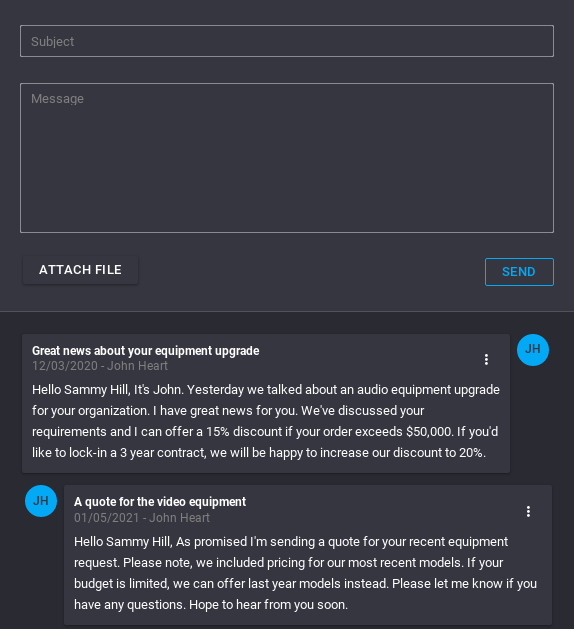 Subject
Message
ATTACH FILE
SEND
Great news about your equipment upgrade
12/03/2020 - John Heart
JH
Hello Sammy Hill, It's John. Yesterday we talked about an audio equipment upgrade
for your organization. I have great news for you. We've discussed your
requirements and I can offer a 15% discount if your order exceeds $50,000. If you'd
like to lock-in a 3 year contract, we will be happy to increase our discount to 20%.
JH
A quote for the video equipment
01/05/2021 - John Heart
Hello Sammy Hill, As promised I'm sending a quote for your recent equipment
request. Please note, we included pricing for our most recent models. If your
budget is limited, we can offer last year models instead. Please let me know if you
have any questions. Hope to hear from you soon.